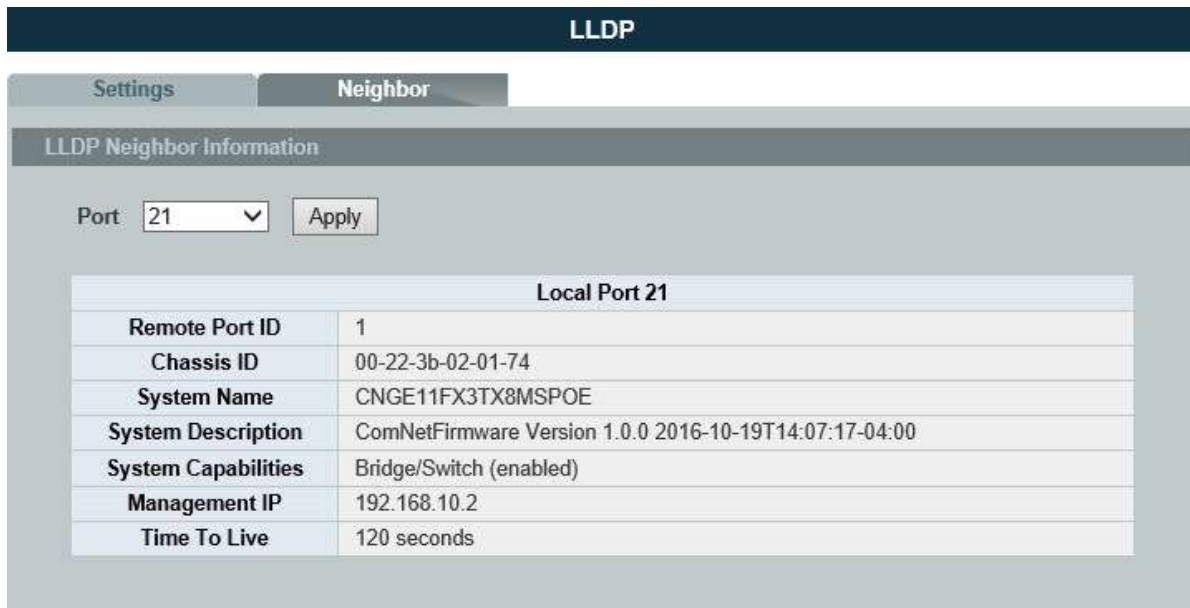 LLDP
Settings Neighbor
LLDP Neighbor Information
Port 21 Apply
Local Port 21
Remote Port ID 1
Chassis ID 00-22-3b-02-01-74
System Name CNGE11FX3TX8MSPOE
System Description ComNetFirmware Version 1.0.0 2016-10-19T14:07:17-04:00
System Capabilities Bridge/Switch (enabled)
Management IP 192.168.10.2
Time To Live 120 seconds